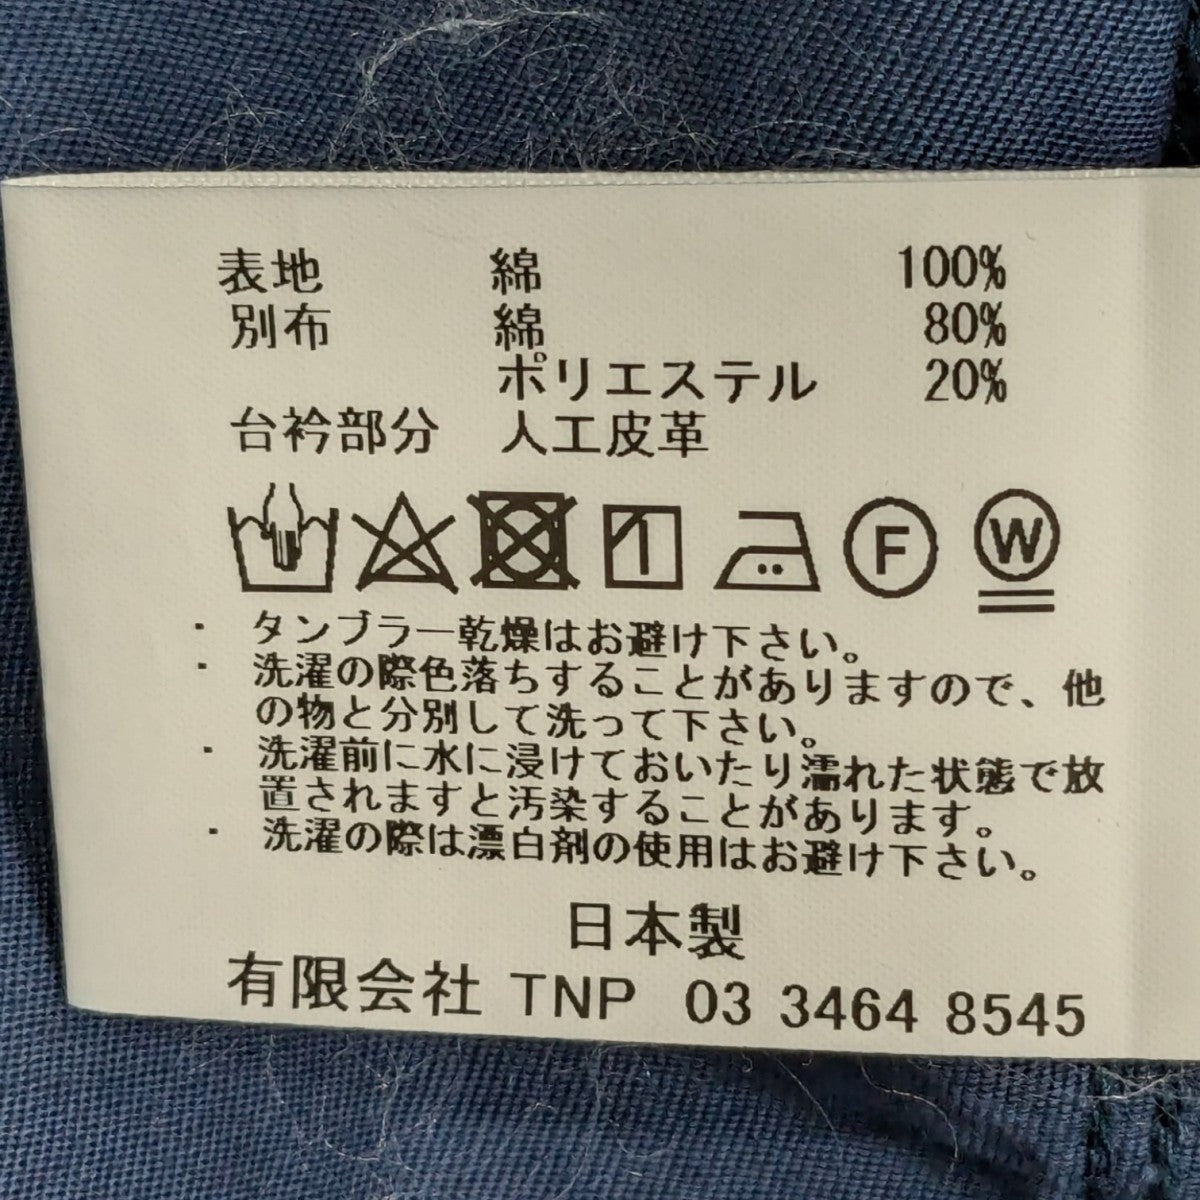 表地 綿 100%
別布 綿 80%
ポリエステル 20%
台衿部分 人工皮革
F W
・ タンブラー乾燥はお避け下さい。
・ 洗濯の際色落ちすることがありますので、他
の物と分別して洗って下さい。
・ 洗濯前に水に浸けておいたり濡れた状態で放
置されますと汚染することがあります。
・ 洗濯の際は漂白剤の使用はお避け下さい。
日本製
有限会社 TNP 03 3464 8545